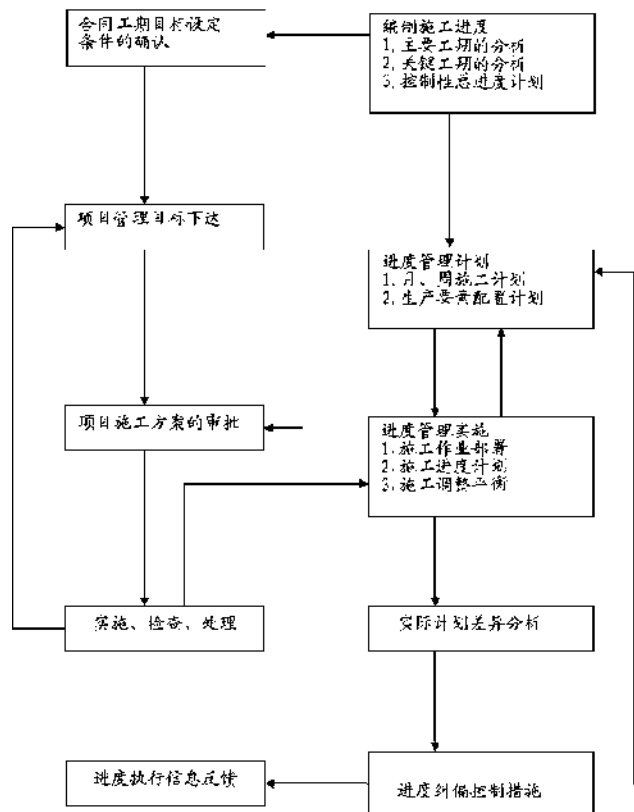 合同工期目标设定
条件的确认
编制施工进度
1. 主要工期的分析
2. 关键工期的分析
3. 控制性总进度计划
项目管理目标下达
进度管理计划
1. 月、周施工计划
2. 生产要素配置计划
项目施工方案的审批
进度管理实施
1. 施工作业部署
2. 施工进度计划
3. 施工调整平衡
实施、检查、处理
实际计划差异分析
进度执行信息反馈
进度纠偏控制措施